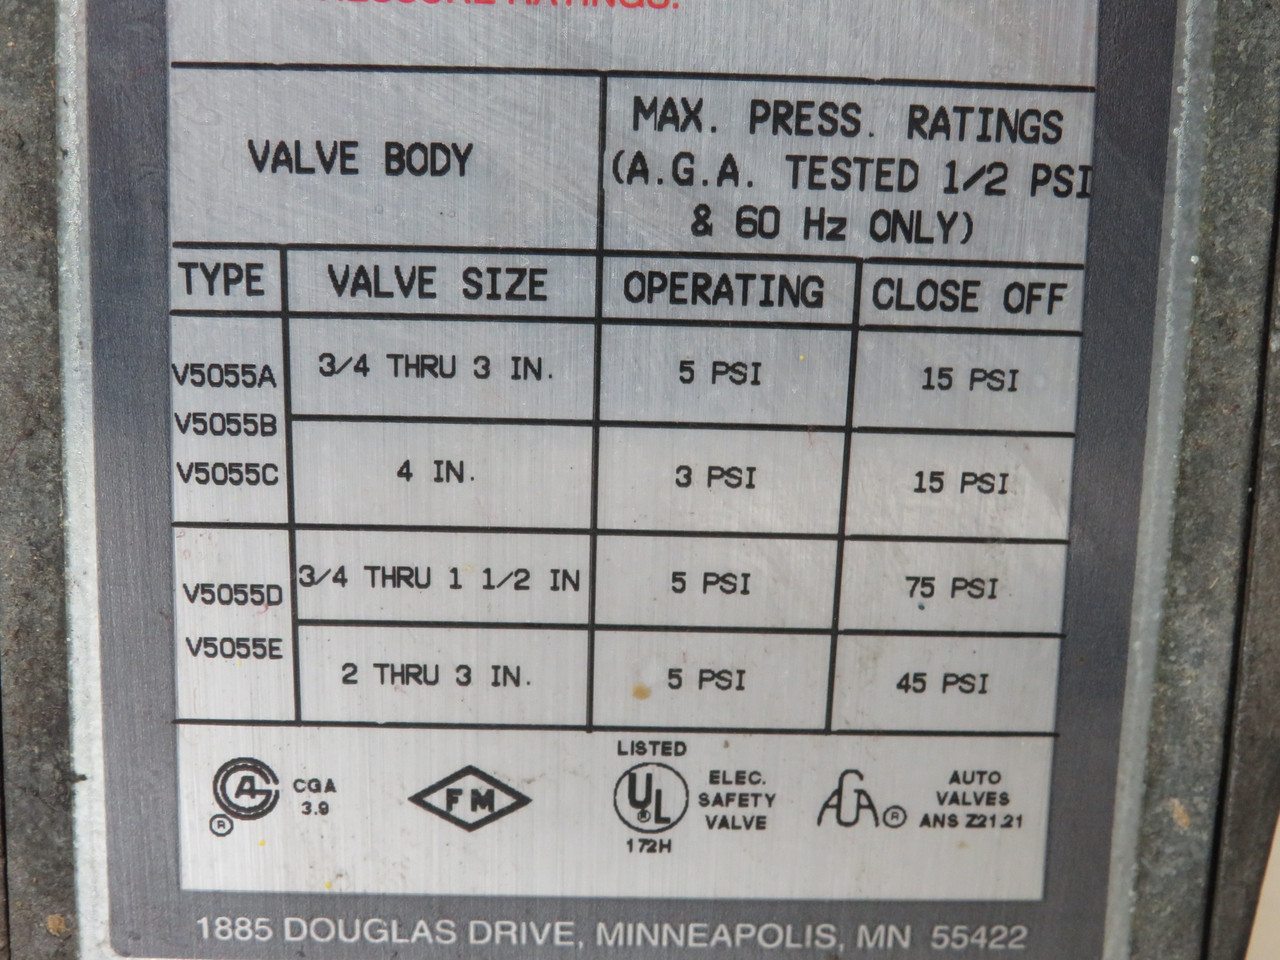 PRESSURE RATINGS.
VALVE BODY
MAX. PRESS. RATINGS
(A.G.A. TESTED 1/2 PSI
& 60 Hz ONLY)
TYPE VALVE SIZE OPERATING CLOSE OFF
V5055A
V5055B
V5055C
3/4 THRU 3 IN. 5 PSI 15 PSI
4 IN. 3 PSI 15 PSI
V5055D
V5055E
3/4 THRU 1 1/2 IN 5 PSI 75 PSI
2 THRU 3 IN. 5 PSI 45 PSI
CGA
®
CGA
3.9
FM
LISTED
UL
®
172H
ELEC.
SAFETY
VALVE
AGA ®
AUTO
VALVES
ANS Z21.21
1885 DOUGLAS DRIVE, MINNEAPOLIS, MN 55422